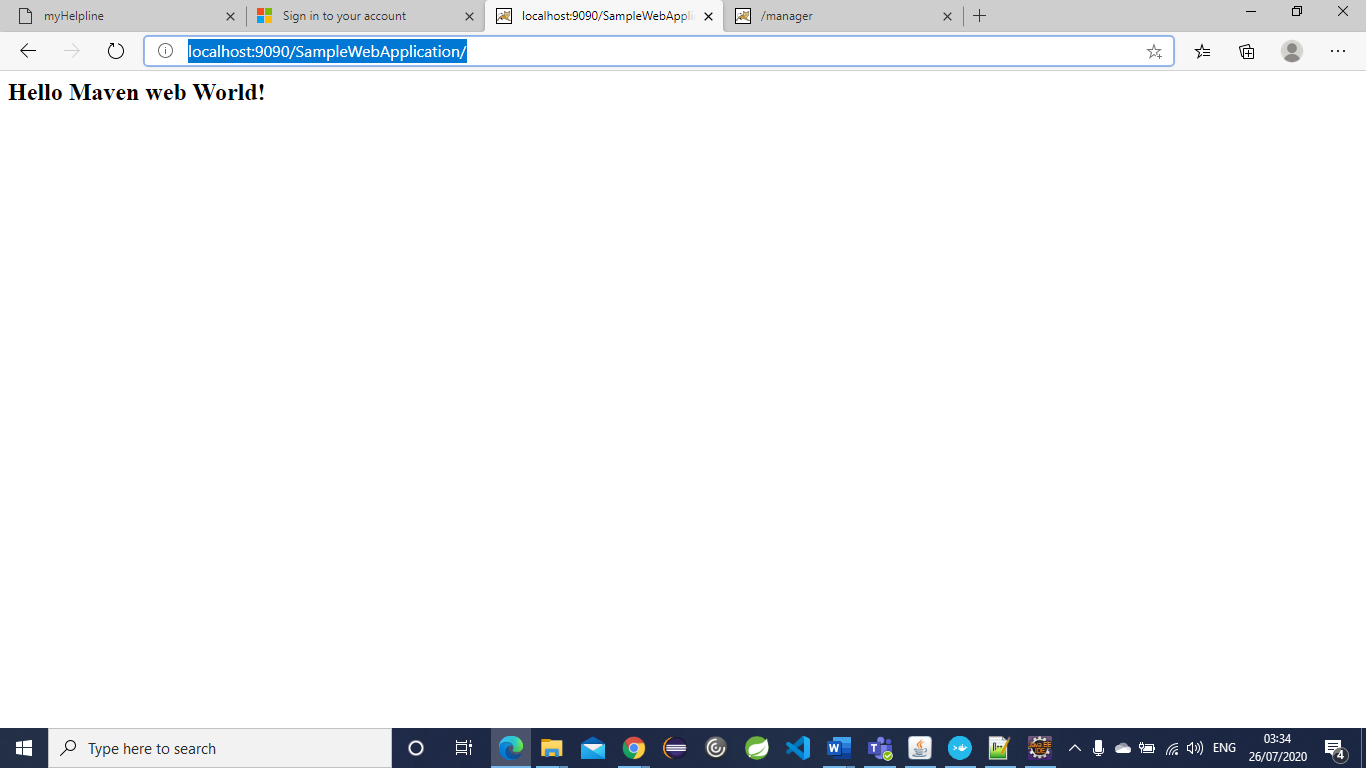 myHelpline
Sign in to your account
localhost:9090/SampleWebAppli
/manager
localhost:9090/SampleWebApplication/
Hello Maven web World!
Type here to search
ENG
03:34
26/07/2020
4